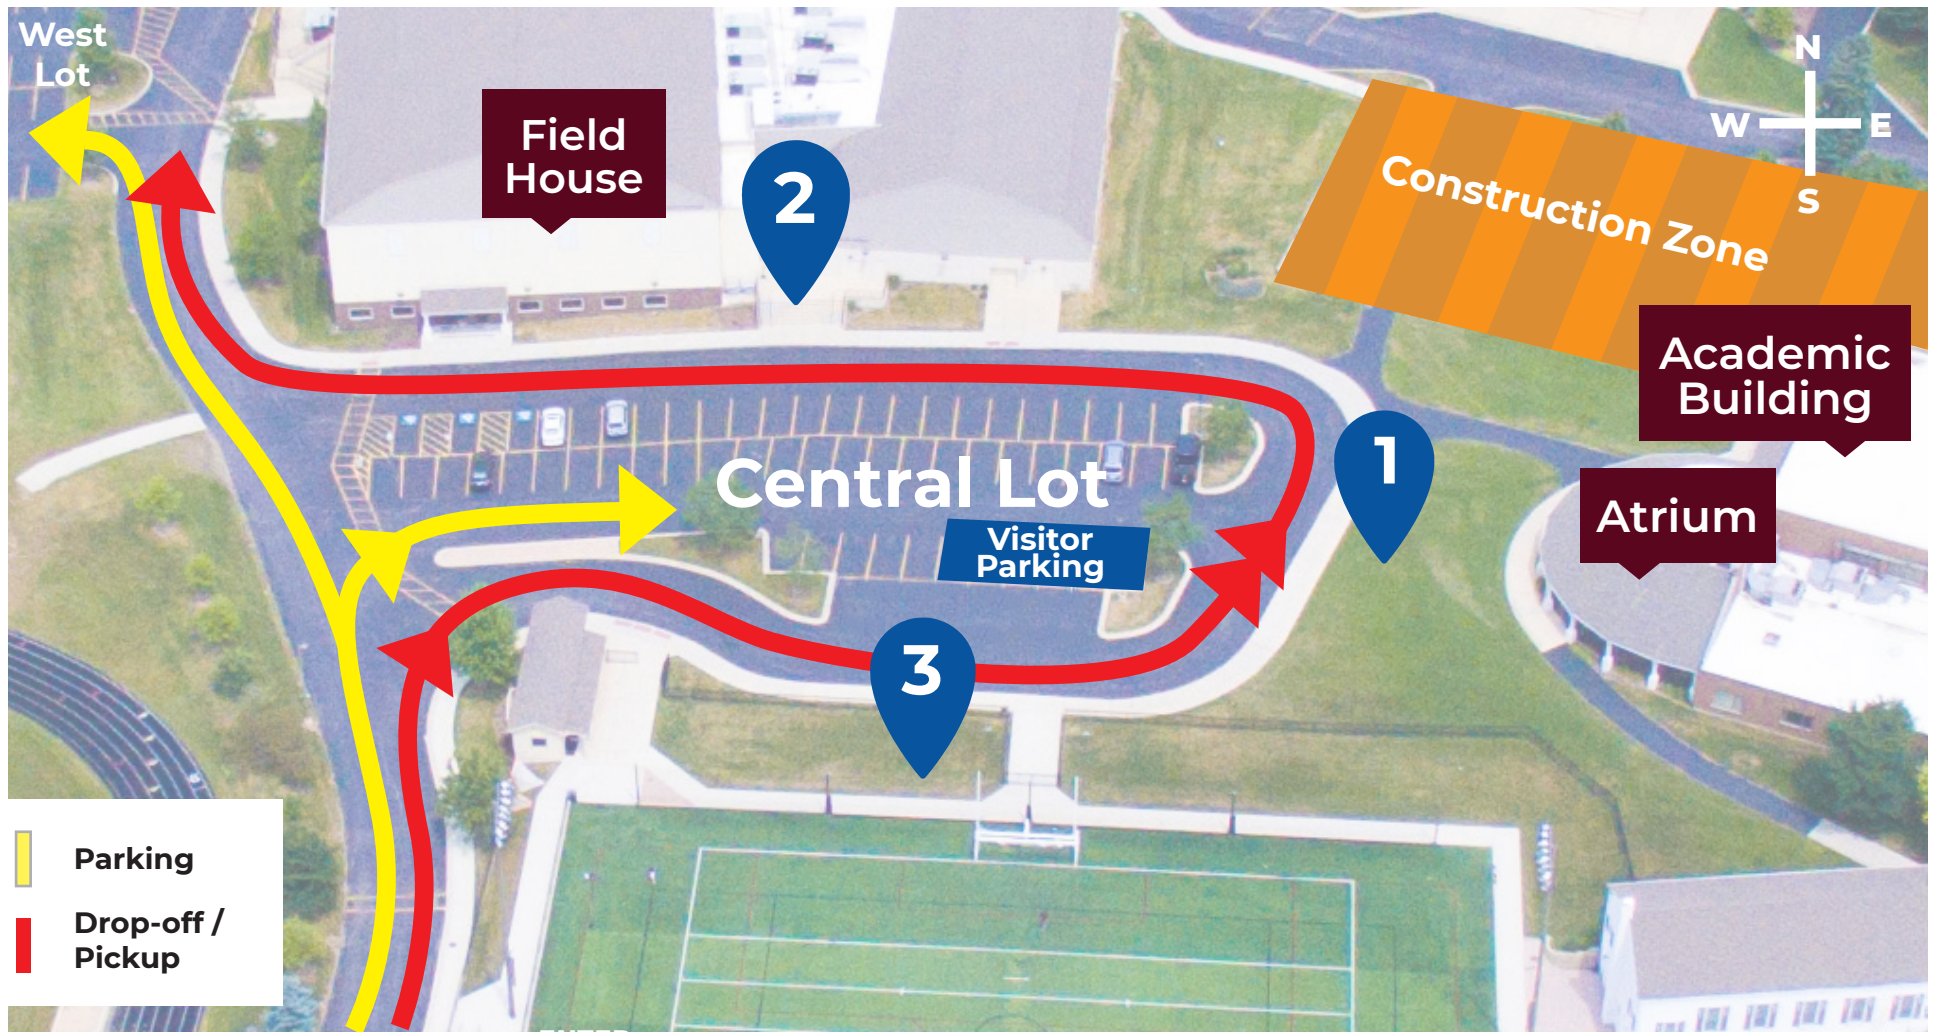 West
Lot
N
W
E
S
Field
House
2
Construction Zone
Academic
Building
1
Atrium
Central Lot
Visitor
Parking
3
Parking
Drop-off /
Pickup